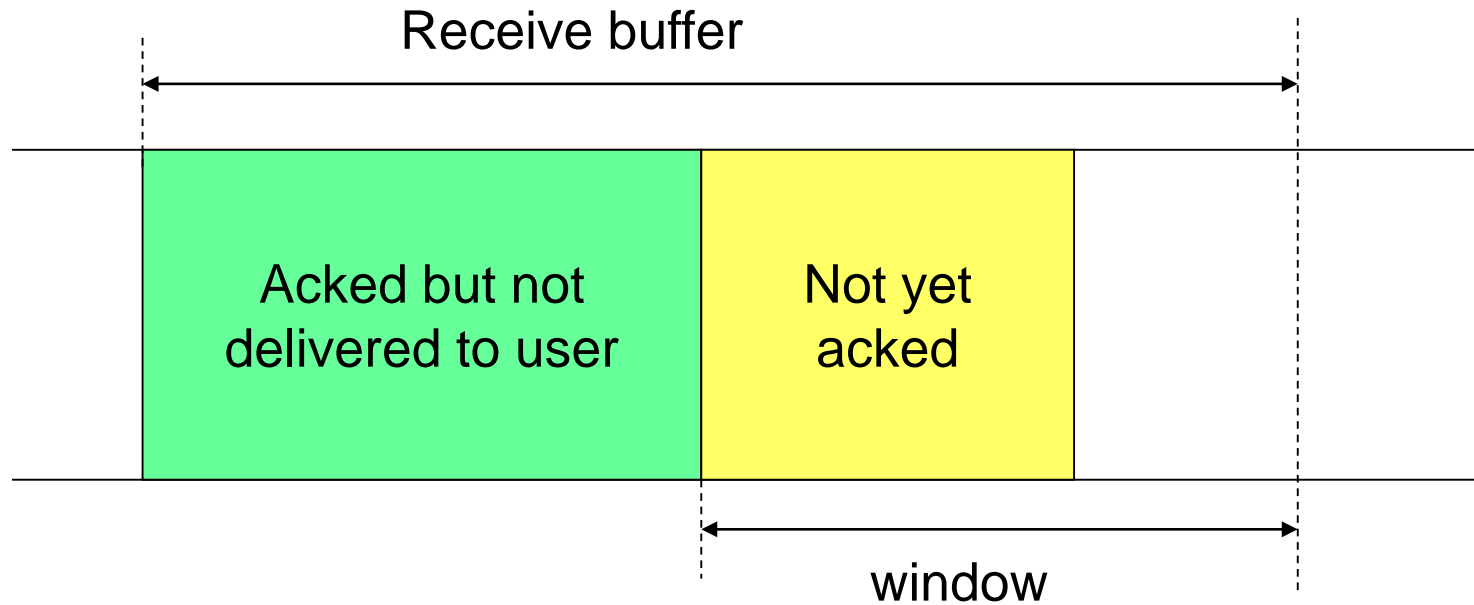 Receive buffer
Acked but not
delivered to user
Not yet
acked
window